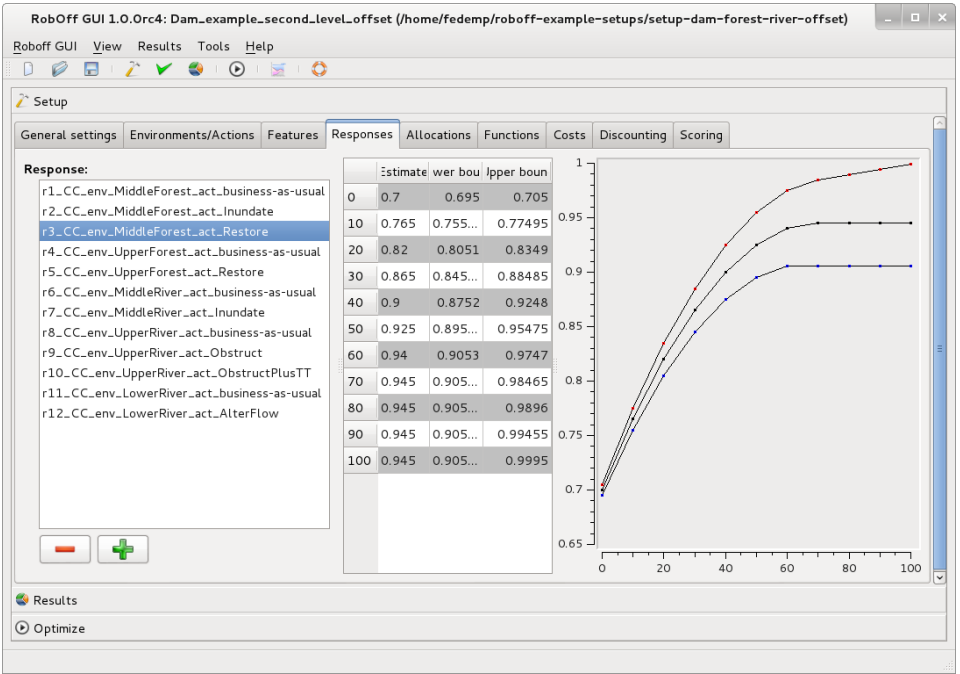 RobOff GUI 1.0.0rc4: Dam_example_second_level_offset (/home/fedemp/roboff-example-setups/setup-dam-forest-river-offset)
Roboff GUI View Results Tools Help
Setup
General settings Environments/Actions Features Responses Allocations Functions Costs Discounting Scoring
Response:
r1_CC_env_MiddleForest_act_business-as-usual
r2_CC_env_MiddleForest_act_Inundate
r3_CC_env_MiddleForest_act_Restore
r4_CC_env_UpperForest_act_business-as-usual
r5_CC_env_UpperForest_act_Restore
r6_CC_env_MiddleRiver_act_business-as-usual
r7_CC_env_MiddleRiver_act_Inundate
r8_CC_env_UpperRiver_act_business-as-usual
r9_CC_env_UpperRiver_act_Obstruct
r10_CC_env_UpperRiver_act_ObstructPlusTT
r11_CC_env_LowerRiver_act_business-as-usual
r12_CC_env_LowerRiver_act_AlterFlow
Estimate wer bou Upper boun
0 0.7 0.695 0.705
10 0.765 0.755... 0.77495
20 0.82 0.8051 0.8349
30 0.865 0.845... 0.88485
40 0.9 0.8752 0.9248
50 0.925 0.895... 0.95475
60 0.94 0.9053 0.9747
70 0.945 0.905... 0.98465
80 0.945 0.905... 0.9896
90 0.945 0.905... 0.99455
100 0.945 0.905... 0.9995
1
0.95
0.9
0.85
0.8
0.75
0.7
0.65
0 20 40 60 80 100
Results
Optimize